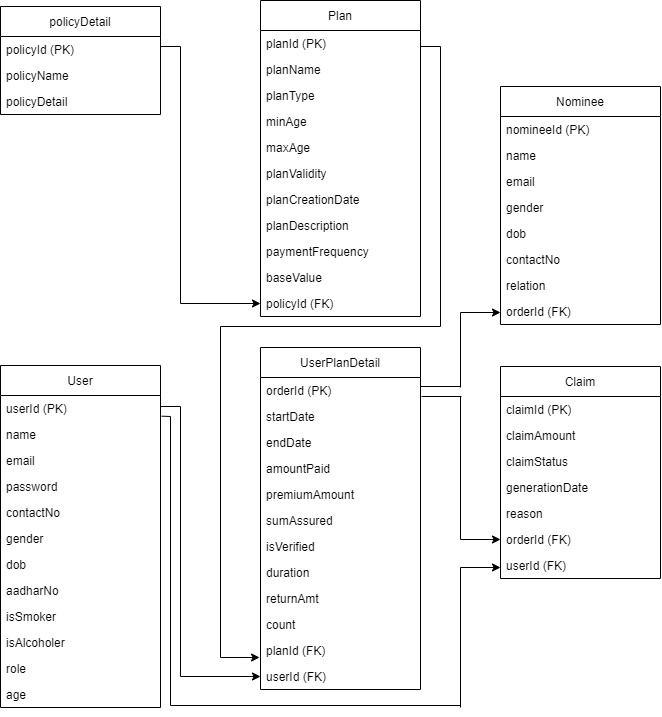 policyDetail
policyId (PK)
policyName
policyDetail
Plan
planId (PK)
planName
planType
minAge
maxAge
planValidity
planCreationDate
planDescription
paymentFrequency
baseValue
policyId (FK)
Nominee
nomineeId (PK)
name
email
gender
dob
contactNo
relation
orderId (FK)
User
userId (PK)
name
email
password
contactNo
gender
dob
aadharNo
isSmoker
isAlcoholer
role
age
UserPlanDetail
orderId (PK)
startDate
endDate
amountPaid
premiumAmount
sumAssured
isVerified
duration
returnAmt
count
planId (FK)
userId (FK)
Claim
claimId (PK)
claimAmount
claimStatus
generationDate
reason
orderId (FK)
userId (FK)